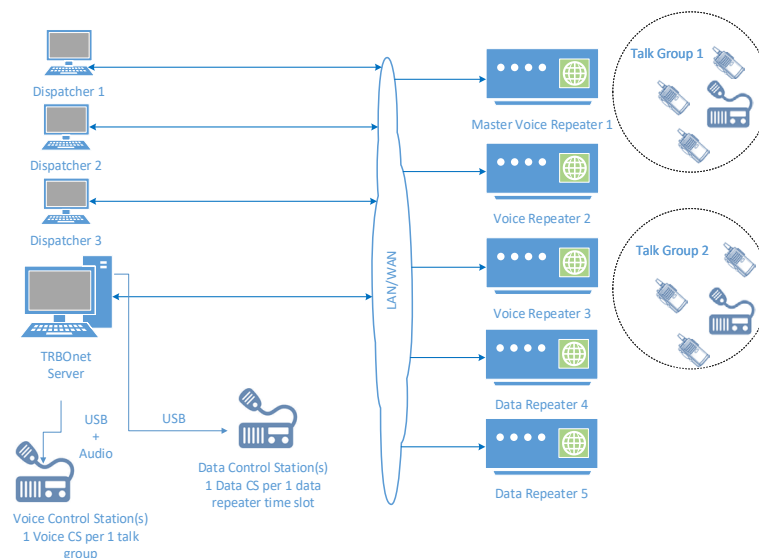 Dispatcher 1
Dispatcher 2
Dispatcher 3
TRBOnet
Server
USB
+
Audio
USB
Voice Control Station(s)
1 Voice CS per 1 talk
group
Data Control Station(s)
1 Data CS per 1 data
repeater time slot
LAN/WAN
Master Voice Repeater 1
Voice Repeater 2
Voice Repeater 3
Data Repeater 4
Data Repeater 5
Talk Group 1
Talk Group 2